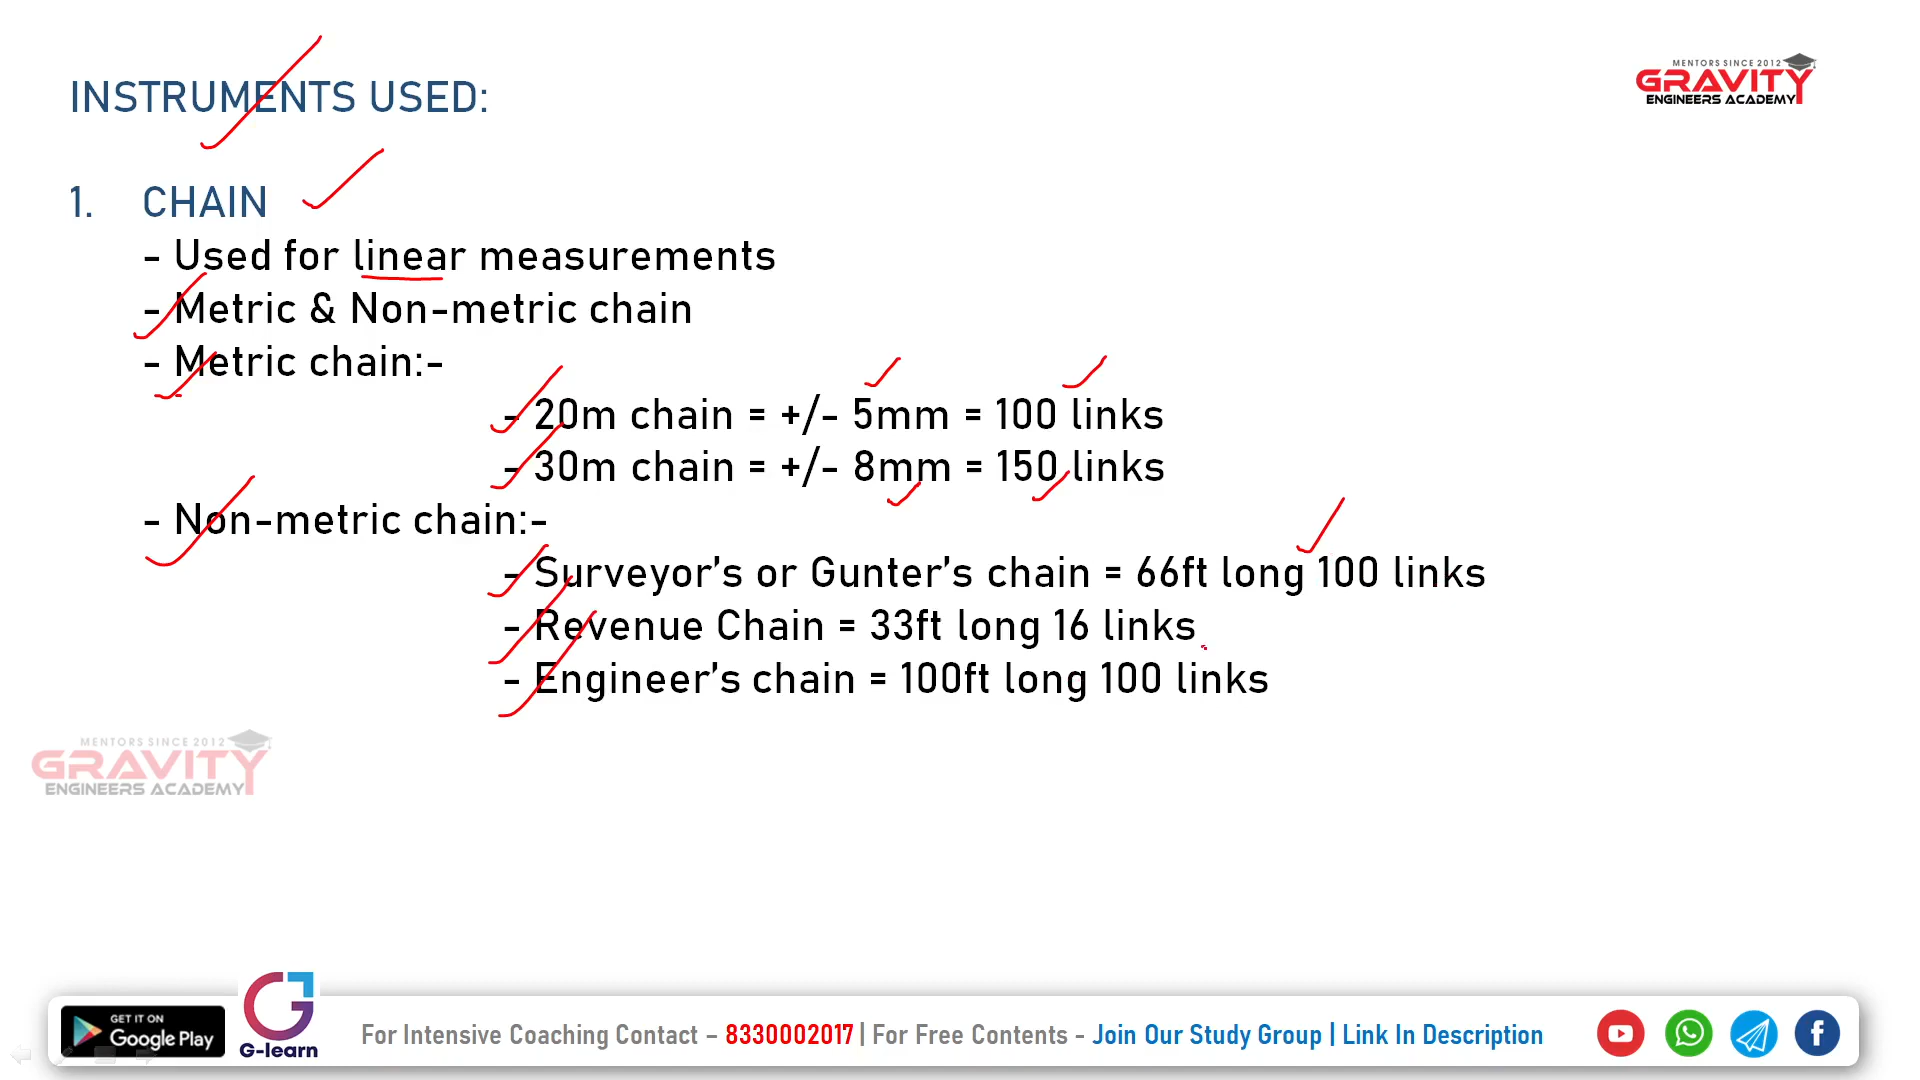 MENTORS SINCE 2012
GRAVITY
ENGINEERS ACADEMY
INSTRUMENTS USED:
1. CHAIN
- Used for linear measurements
- Metric & Non-metric chain
- Metric chain:-
- 20m chain = +/- 5mm = 100 links
- 30m chain = +/- 8mm = 150 links
- Non-metric chain:-
- Surveyor's or Gunter's chain = 66ft long 100 links
- Revenue Chain = 33ft long 16 links
- Engineer's chain = 100ft long 100 links
MENTORS SINCE 2012
GRAVITY
ENGINEERS ACADEMY
GET IT ON
Google Play
G-learn
For Intensive Coaching Contact – 8330002017 | For Free Contents - Join Our Study Group | Link In Description